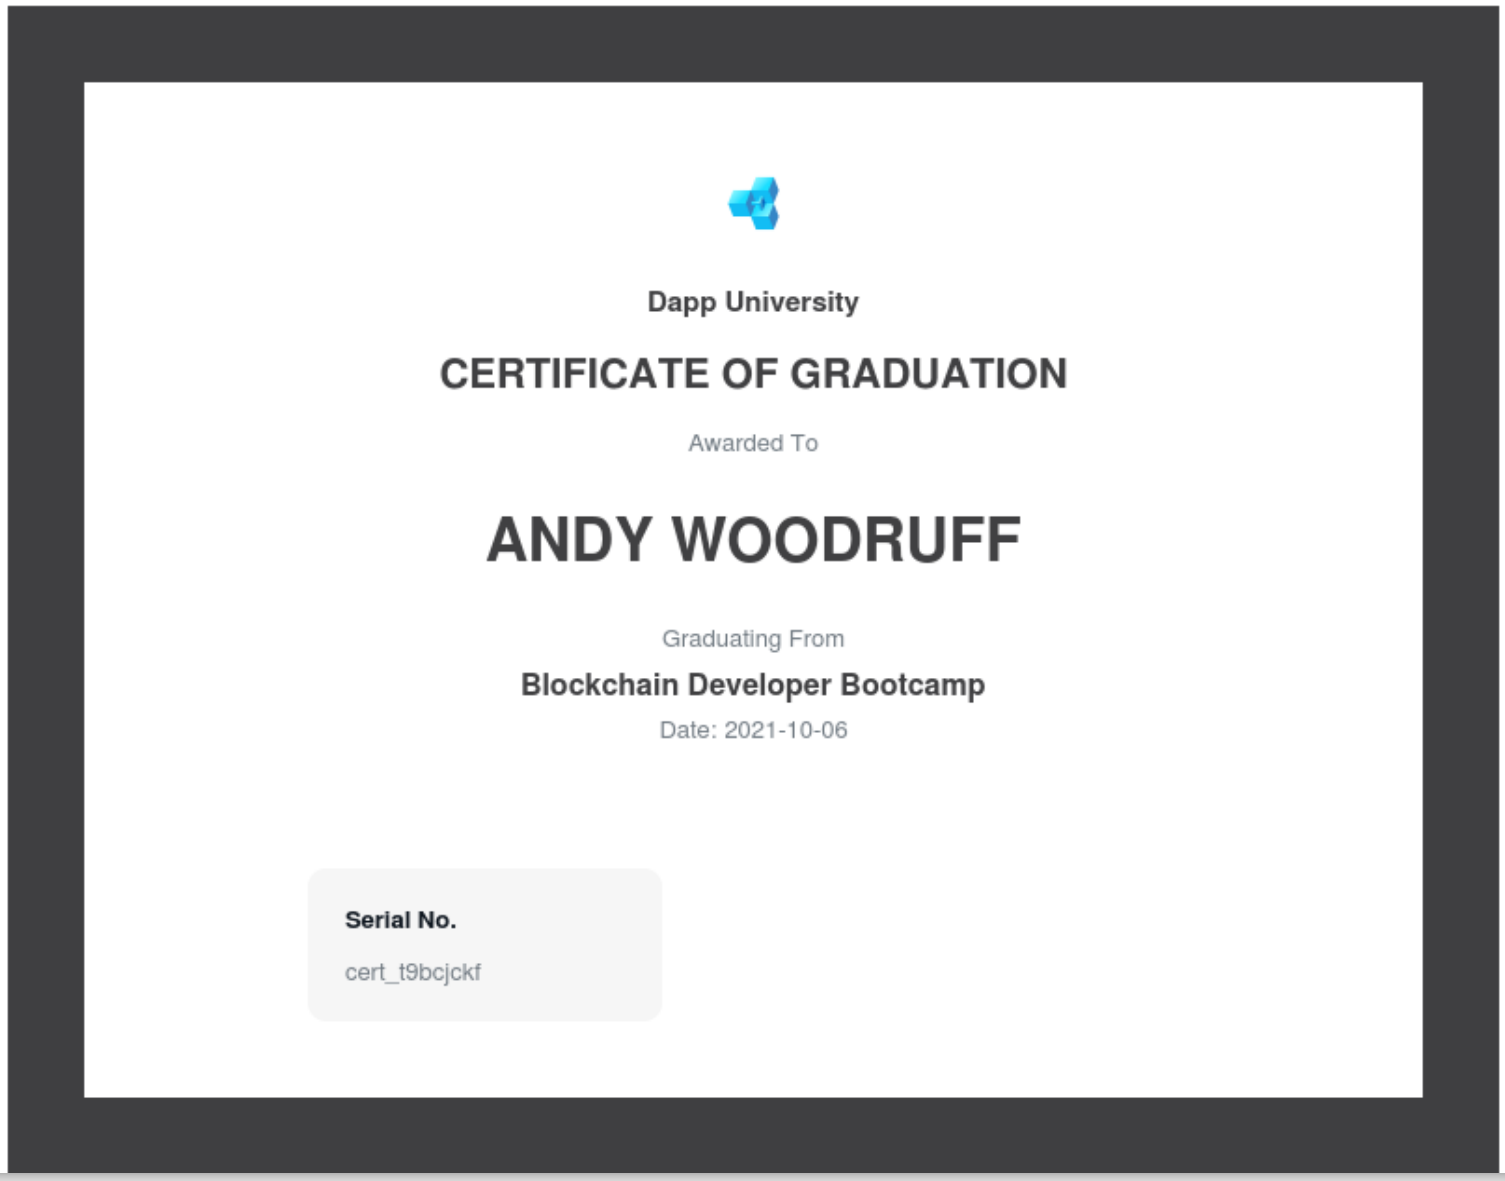 Dapp University
CERTIFICATE OF GRADUATION
Awarded To
ANDY WOODRUFF
Graduating From
Blockchain Developer Bootcamp
Date: 2021-10-06
Serial No.
cert_t9bcjckf